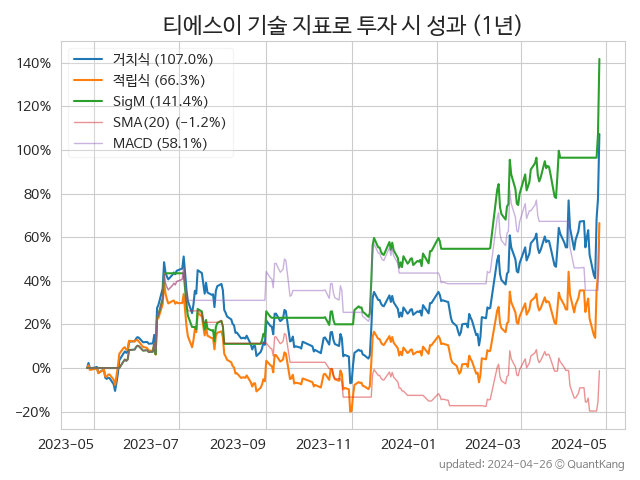 티에스이 기술 지표로 투자 시 성과 (1년)
거치식 (107.0%)
적립식 (66.3%)
SigM (141.4%)
SMA(20) (−1.2%)
MACD (58.1%)
140%
120%
100%
80%
60%
40%
20%
0%
−20%
2023-05 2023-07 2023-09 2023-11 2024-01 2024-03 2024-05
updated: 2024-04-26 © QuantKang